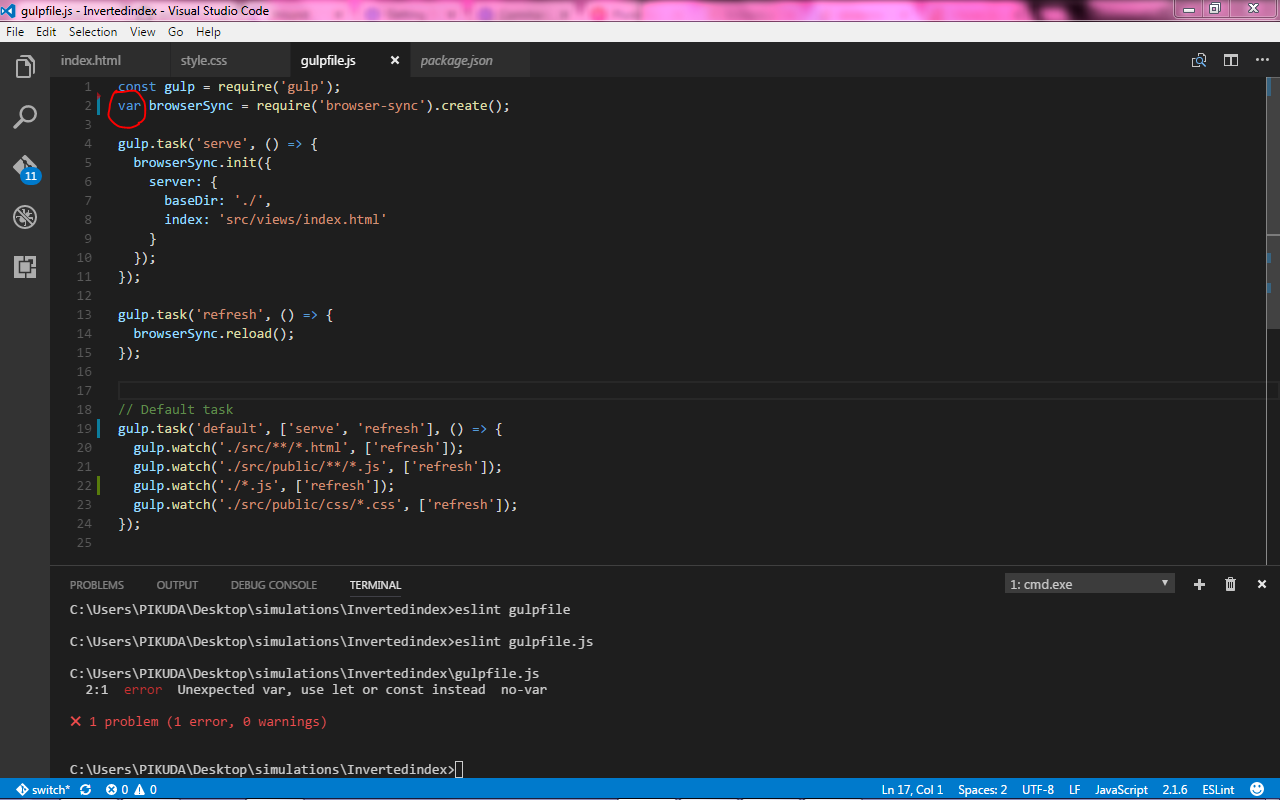 gulpfile.js - Invertedindex - Visual Studio Code
File Edit Selection View Go Help
index.html style.css gulpfile.js package.json
1 const gulp = require('gulp');
2 var browserSync = require('browser-sync').create();
3
4 gulp.task('serve', () => {
5 browserSync.init({
6 server: {
7 baseDir: './',
8 index: 'src/views/index.html'
9 }
10 });
11 });
12
13 gulp.task('refresh', () => {
14 browserSync.reload();
15 });
16
17
18 // Default task
19 gulp.task('default', ['serve', 'refresh'], () => {
20 gulp.watch('./src/**/*.html', ['refresh']);
21 gulp.watch('./src/public/**/*.js', ['refresh']);
22 gulp.watch('./*.js', ['refresh']);
23 gulp.watch('./src/public/css/*.css', ['refresh']);
24 });
25
11
PROBLEMS OUTPUT DEBUG CONSOLE TERMINAL 1: cmd.exe
C:\Users\PIKUDA\Desktop\simulations\Invertedindex>eslint gulpfile
C:\Users\PIKUDA\Desktop\simulations\Invertedindex>eslint gulpfile.js
C:\Users\PIKUDA\Desktop\simulations\Invertedindex\gulpfile.js
2:1 error Unexpected var, use let or const instead no-var
✕ 1 problem (1 error, 0 warnings)
C:\Users\PIKUDA\Desktop\simulations\Invertedindex>
switch* 0 0 Ln 17, Col 1 Spaces: 2 UTF-8 LF JavaScript 2.1.6 ESLint